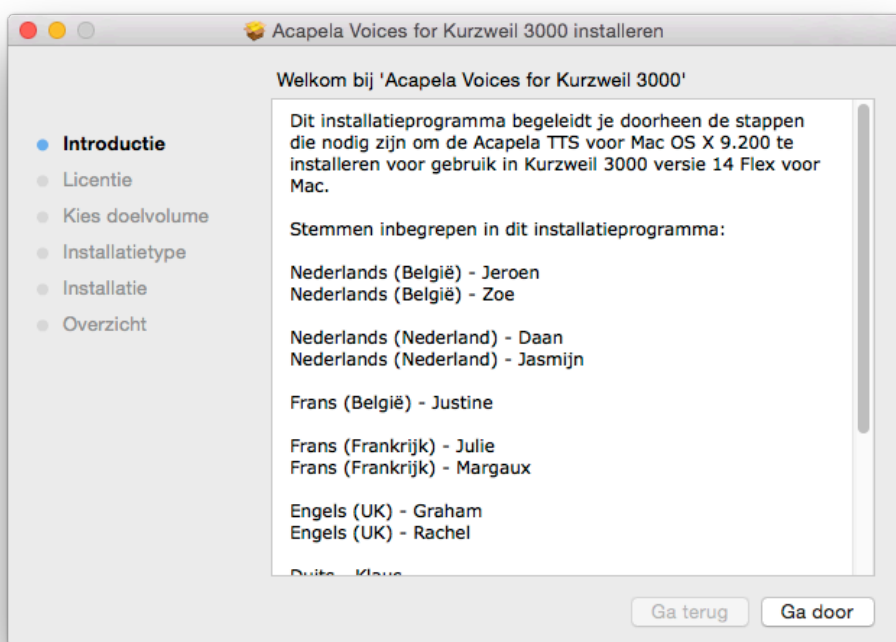 Acapela Voices for Kurzweil 3000 installeren
Welkom bij 'Acapela Voices for Kurzweil 3000'
Introductie
Licentie
Kies doelvolume
Installatietype
Installatie
Overzicht
Dit installatieprogramma begeleidt je doorheen de stappen
die nodig zijn om de Acapela TTS voor Mac OS X 9.200 te
installeren voor gebruik in Kurzweil 3000 versie 14 Flex voor
Mac.
Stemmen inbegrepen in dit installatieprogramma:
Nederlands (België) - Jeroen
Nederlands (België) - Zoe
Nederlands (Nederland) - Daan
Nederlands (Nederland) - Jasmijn
Frans (België) - Justine
Frans (Frankrijk) - Julie
Frans (Frankrijk) - Margaux
Engels (UK) - Graham
Engels (UK) - Rachel
Duits - Klaus
Ga terug
Ga door